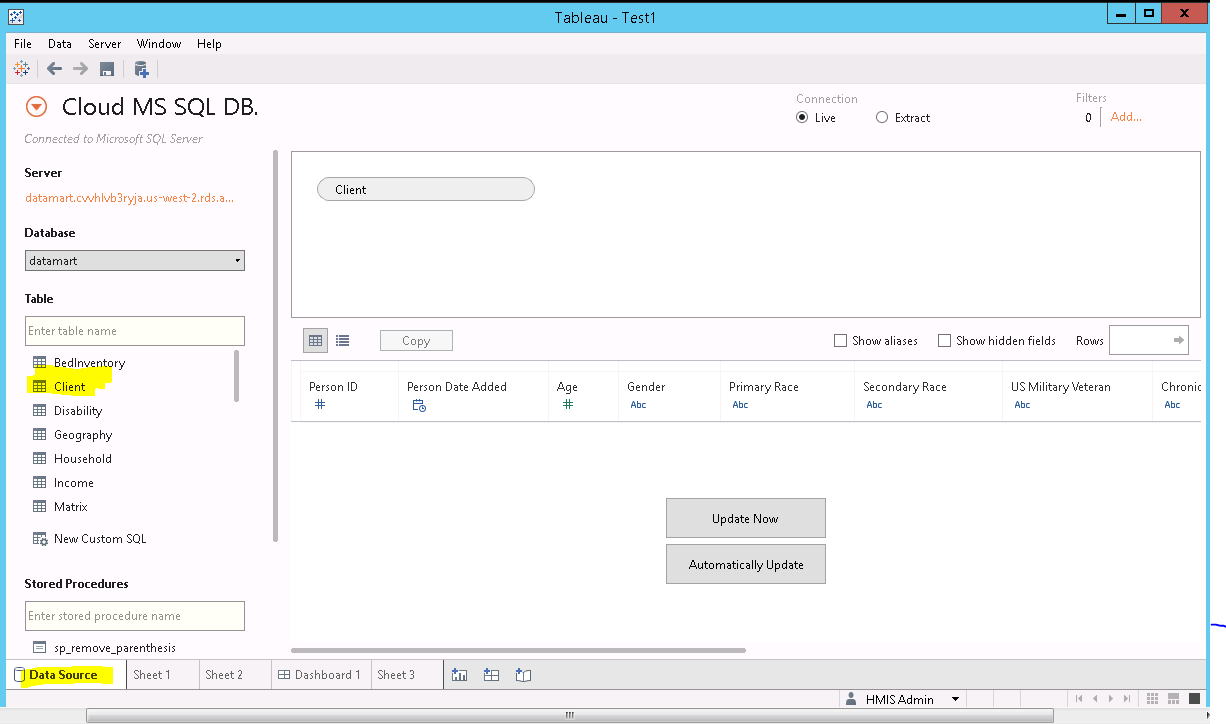 Tableau - Test1
File Data Server Window Help
Cloud MS SQL DB.
Connected to Microsoft SQL Server
Connection
Live Extract
Filters
0 Add...
Server
datamart.cvvhlvb3ryja.us-west-2.rds.a...
Database
datamart
Table
Enter table name
BedInventory
Client
Disability
Geography
Household
Income
Matrix
New Custom SQL
Stored Procedures
Enter stored procedure name
sp_remove_parenthesis
Client
Copy
Show aliases Show hidden fields Rows
Person ID Person Date Added Age Gender Primary Race Secondary Race US Military Veteran Chronic
# # Abc Abc Abc Abc Abc
Update Now
Automatically Update
Data Source Sheet 1 Sheet 2 Dashboard 1 Sheet 3
HMIS Admin